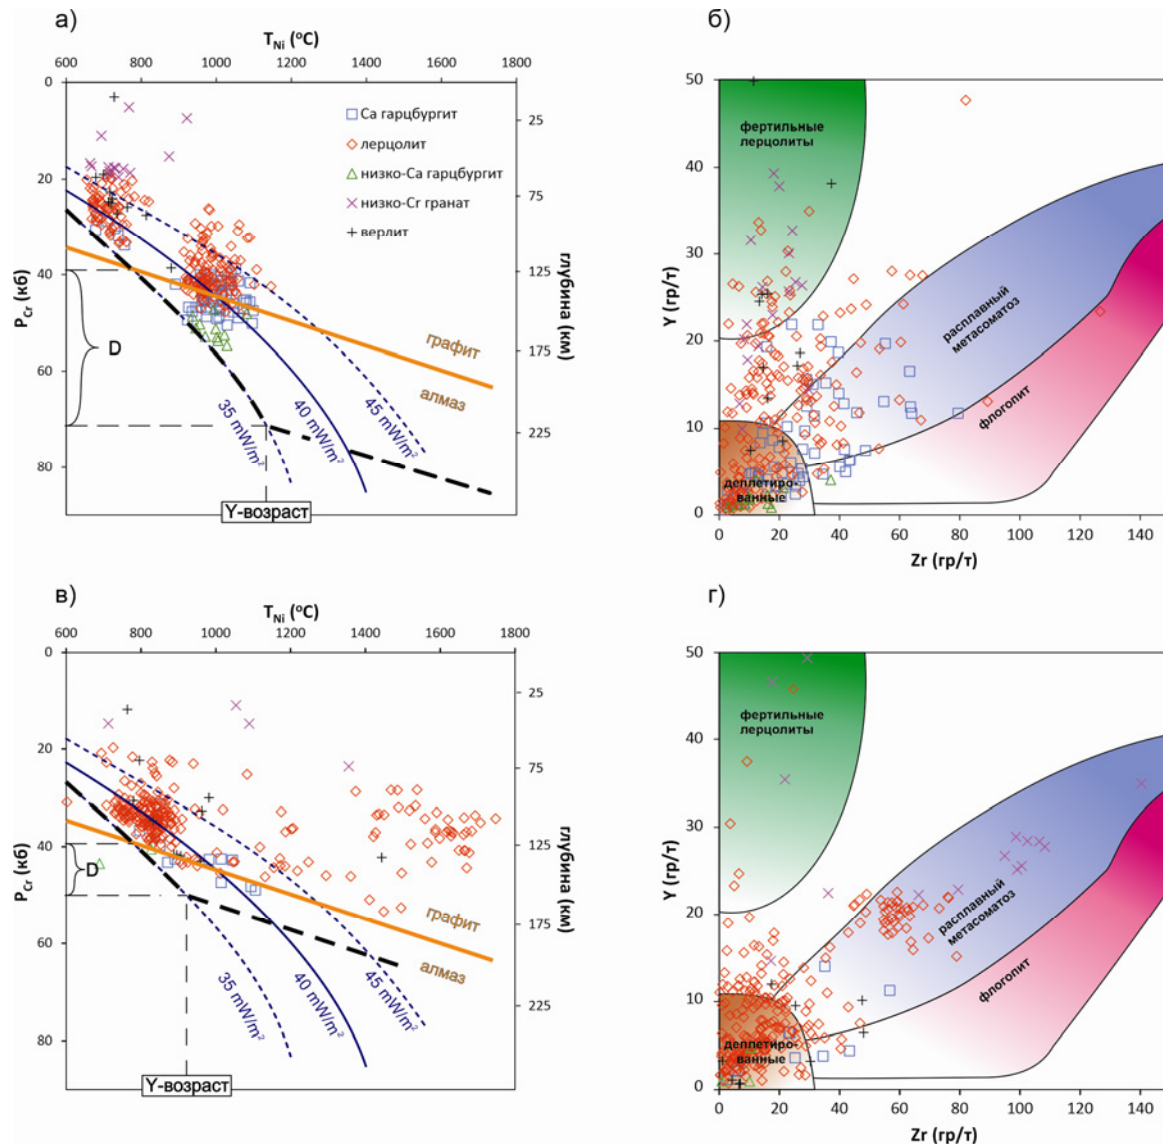 а)
T_Ni (°C)
600 800 1000 1200 1400 1600 1800
0
20
40
60
80
P_Cr (кб)
25
75
125
175
225
глубина (км)
Ca гарцбургит
лерцолит
низко-Ca гарцбургит
низко-Cr гранат
верлит
D
графит
алмаз
35 mW/m²
40 mW/m²
45 mW/m²
Y-возраст
б)
50
40
30
20
10
0
Y (гр/т)
фертильные
лерцолиты
расплавный
метасоматоз
флогопит
деплетиро-
ванные
0 20 40 60 80 100 120 140
Zr (гр/т)
в)
T_Ni (°C)
600 800 1000 1200 1400 1600 1800
0
20
40
60
80
P_Cr (кб)
25
75
125
175
225
глубина (км)
D
графит
алмаз
35 mW/m²
40 mW/m²
45 mW/m²
Y-возраст
г)
50
40
30
20
10
0
Y (гр/т)
фертильные
лерцолиты
расплавный
метасоматоз
флогопит
деплетиро-
ванные
0 20 40 60 80 100 120 140
Zr (гр/т)